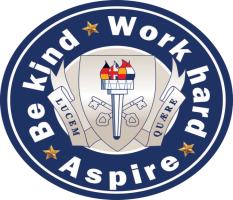 Be kind
Work hard
Aspire
LUCEM
QUÆRE